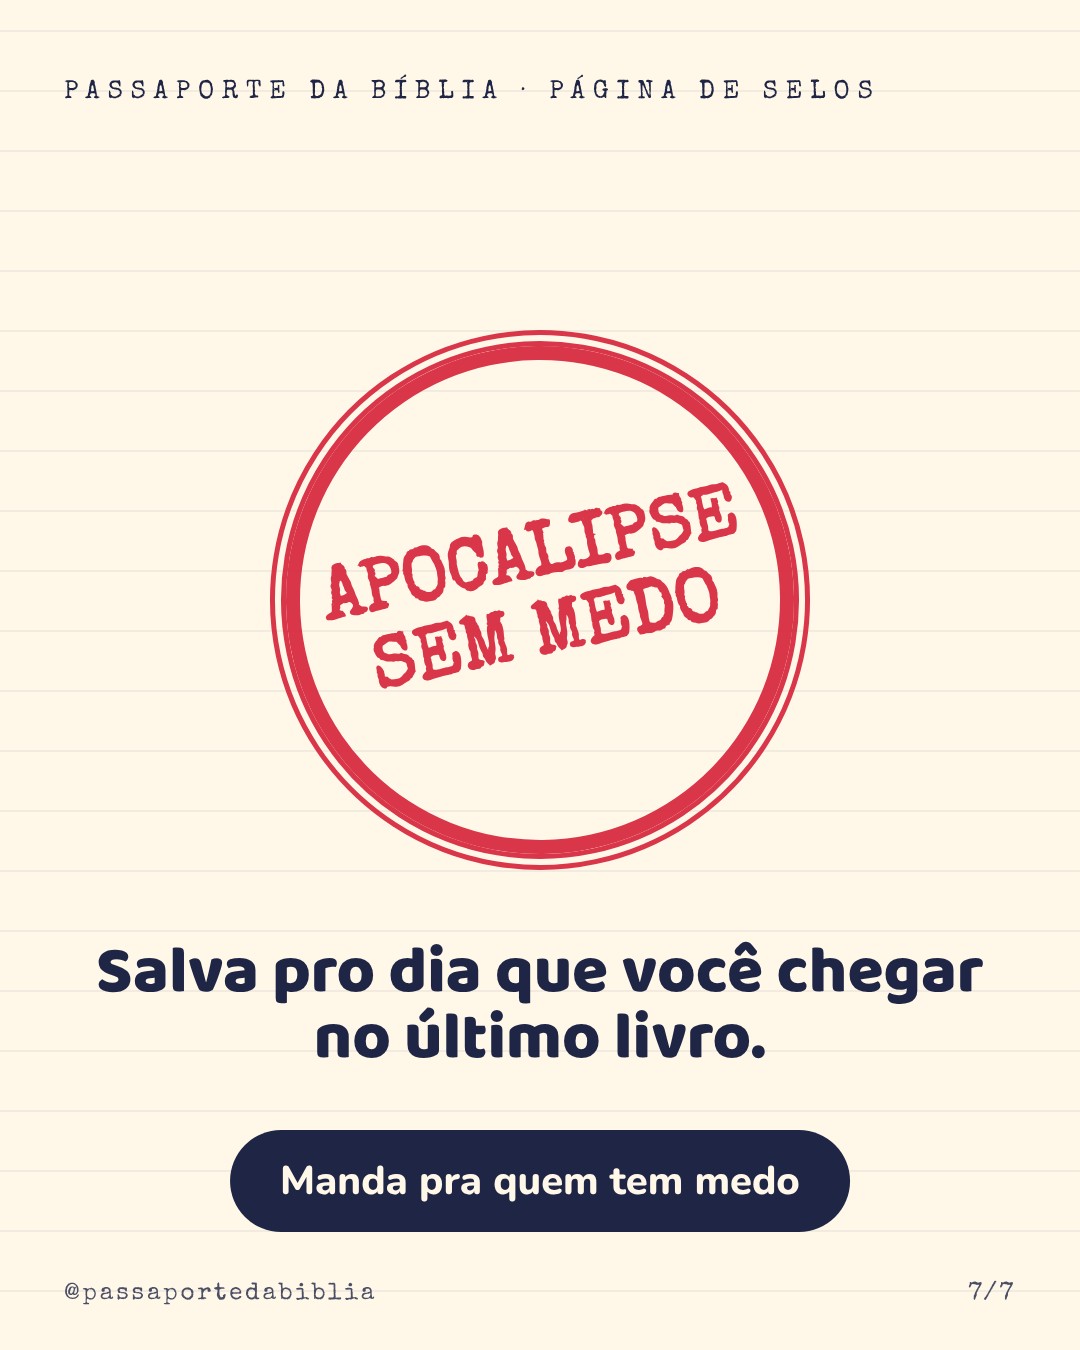 PASSAPORTE DA BÍBLIA · PÁGINA DE SELOS
APOCALIPSE
SEM MEDO
Salva pro dia que você chegar
no último livro.
Manda pra quem tem medo
@passaportedabiblia
7/7